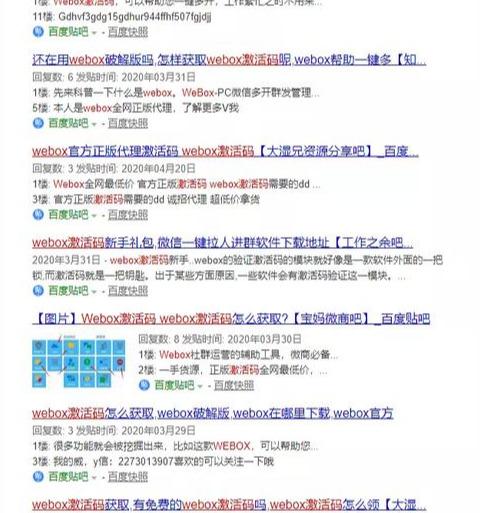 11楼: Gdhvf3gdg15gdhur944ffhf507fgjdjj
百度贴吧 - 百度快照
还在用webox破解版吗,怎样获取webox激活码呢,webox帮助一键多【知...
回复数: 6 发贴时间: 2020年03月31日
1楼: 先来科普一下什么是webox。WeBox-PC微信多开群发管理...
5楼: 本人是webox全网正版代理，了解更多V我
百度贴吧 - 百度快照
webox官方正版代理激活码 webox激活码【大湿兄资源分享吧】_百度...
回复数: 3 发贴时间: 2020年04月20日
1楼: Webox全网最低价 官方正版激活码 webox激活码需要的dd ...
3楼: 官方正版激活码需要的dd 诚招代理 超低价拿货
百度贴吧 - 百度快照
webox激活码新手礼包,微信一键拉人进群软件下载地址【工作之余吧...
2020年3月31日 - webox激活码新手..webox的验证激活码的模块就好像是一款软件外面的一把
锁,而激活码就是一把钥匙。出于某些方面原因,一些软件会有激活码验证这一模块。...
百度贴吧 - 百度快照
【图片】Webox激活码 webox激活码怎么获取?【宝妈微商吧】_百度贴吧
回复数: 8 发贴时间: 2020年03月30日
1楼: Webox社群运营的辅助工具，微商必备...
2楼: 一手货源，正版激活码全网最低价，...
百度贴吧 - 百度快照
webox激活码怎么获取,webox破解版,webox在哪里下载,webox官方
回复数: 3 发贴时间: 2020年03月29日
1楼: 很多功能就会被挖掘出来，比如这款WEBOX，可以帮助您...
3楼: 我的威，y信：2273013907喜欢的可以关注一下哦
百度贴吧 - 百度快照
webox激活码获取,有免费的webox激活码吗,webox激活码怎么领【大湿...